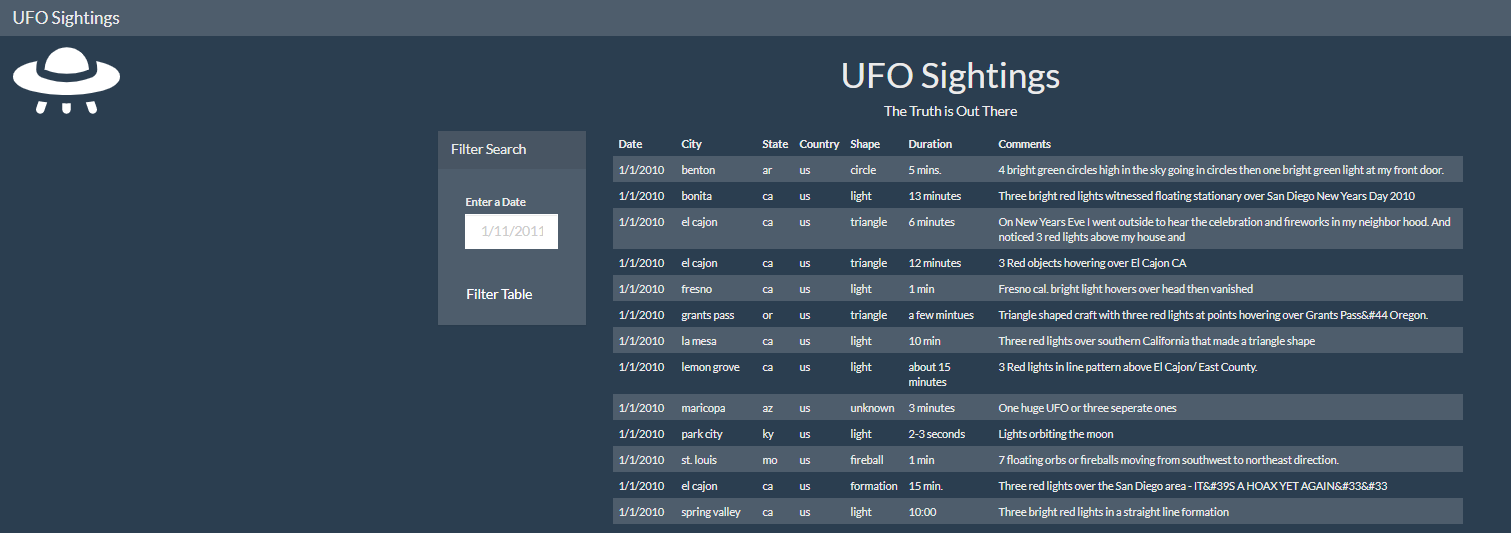 UFO Sightings
UFO Sightings
The Truth is Out There
Filter Search
Enter a Date
1/11/2011
Filter Table
Date City State Country Shape Duration Comments
1/1/2010 benton ar us circle 5 mins. 4 bright green circles high in the sky going in circles then one bright green light at my front door.
1/1/2010 bonita ca us light 13 minutes Three bright red lights witnessed floating stationary over San Diego New Years Day 2010
1/1/2010 el cajon ca us triangle 6 minutes On New Years Eve I went outside to hear the celebration and fireworks in my neighbor hood. And
noticed 3 red lights above my house and
1/1/2010 el cajon ca us triangle 12 minutes 3 Red objects hovering over El Cajon CA
1/1/2010 fresno ca us light 1 min Fresno cal. bright light hovers over head then vanished
1/1/2010 grants pass or us triangle a few mintues Triangle shaped craft with three red lights at points hovering over Grants Pass&#44 Oregon.
1/1/2010 la mesa ca us light 10 min Three red lights over southern California that made a triangle shape
1/1/2010 lemon grove ca us light about 15 3 Red lights in line pattern above El Cajon/ East County.
minutes
1/1/2010 maricopa az us unknown 3 minutes One huge UFO or three seperate ones
1/1/2010 park city ky us light 2-3 seconds Lights orbiting the moon
1/1/2010 st. louis mo us fireball 1 min 7 floating orbs or fireballs moving from southwest to northeast direction.
1/1/2010 el cajon ca us formation 15 min. Three red lights over the San Diego area - IT&#39S A HOAX YET AGAIN&#33&#33
1/1/2010 spring valley ca us light 10:00 Three bright red lights in a straight line formation